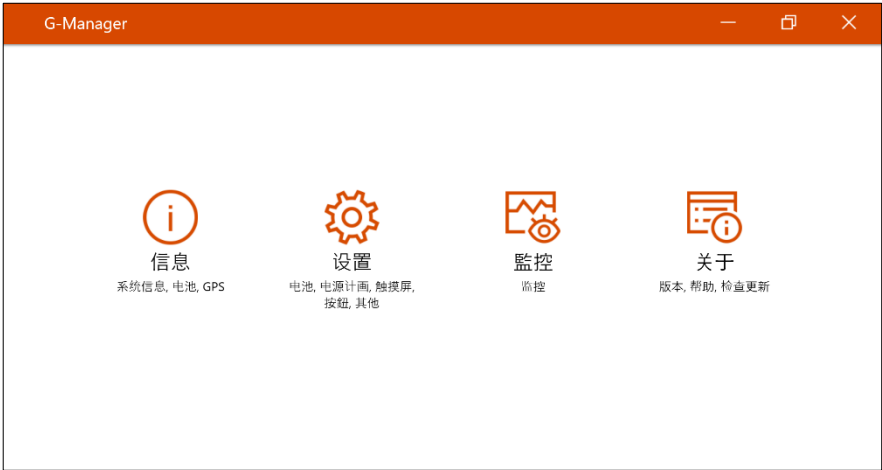 G-Manager
信息
系统信息, 电池, GPS
设置
电池, 电源计画, 触摸屏,
按鈕, 其他
監控
监控
关于
版本, 帮助, 检查更新